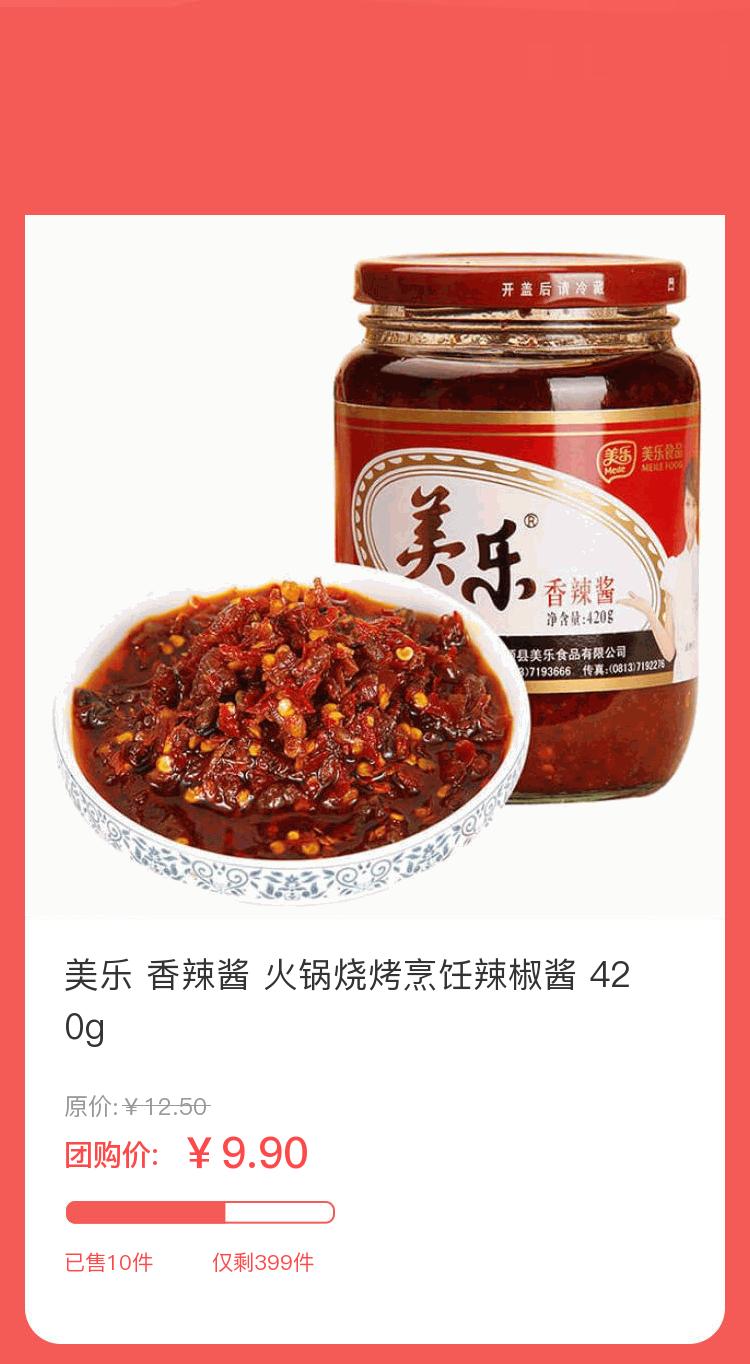 开盖后请冷藏
美乐
Meile
美乐食品
MEILE FOOD
美乐®
香辣酱
净含量:420g
县美乐食品有限公司
)7193666 传真:(0813)7192276
美乐 香辣酱 火锅烧烤烹饪辣椒酱 42
0g
原价:￥12.50
团购价: ￥9.90
已售10件 仅剩399件